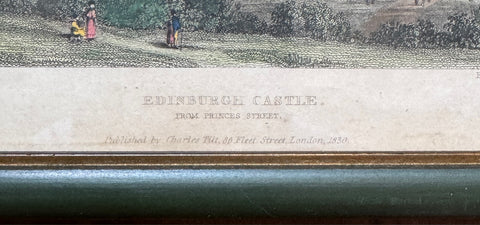 EDINBURGH CASTLE.
FROM PRINCES STREET.
Published by Charles Tilt, 86 Fleet Street, London, 1830.